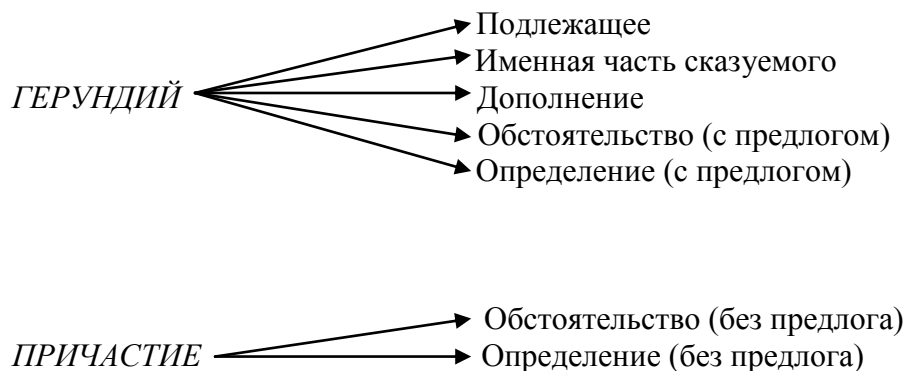 Подлежащее
Именная часть сказуемого
ГЕРУНДИЙ
Дополнение
Обстоятельство (с предлогом)
Определение (с предлогом)
Обстоятельство (без предлога)
ПРИЧАСТИЕ
Определение (без предлога)